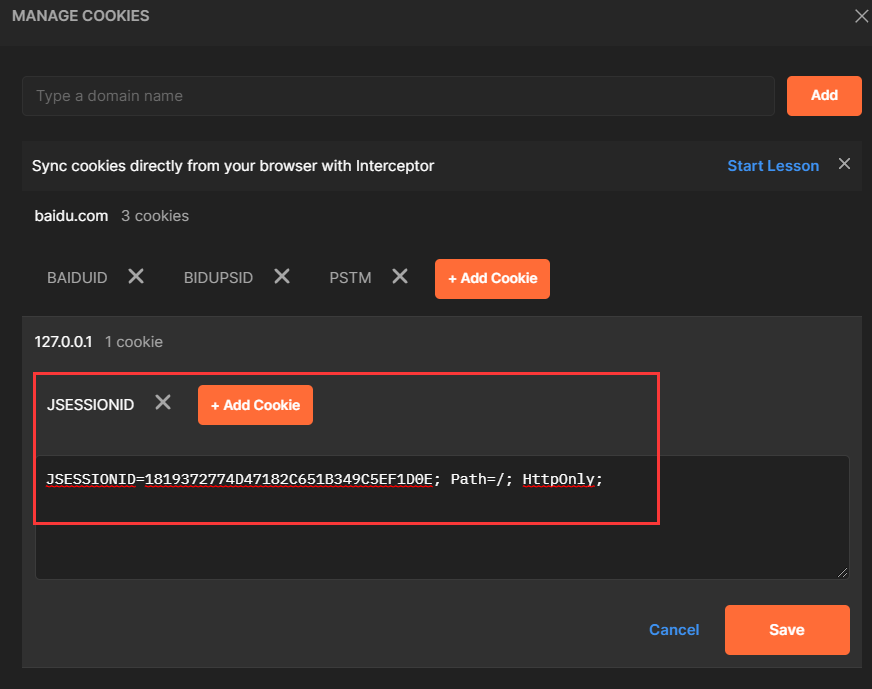 MANAGE COOKIES
Type a domain name
Add
Sync cookies directly from your browser with Interceptor
Start Lesson
baidu.com 3 cookies
BAIDUID
BIDUPSID
PSTM
+ Add Cookie
127.0.0.1 1 cookie
JSESSIONID
+ Add Cookie
JSESSIONID=1819372774D47182C651B349C5EF1D0E; Path=/; HttpOnly;
Cancel
Save